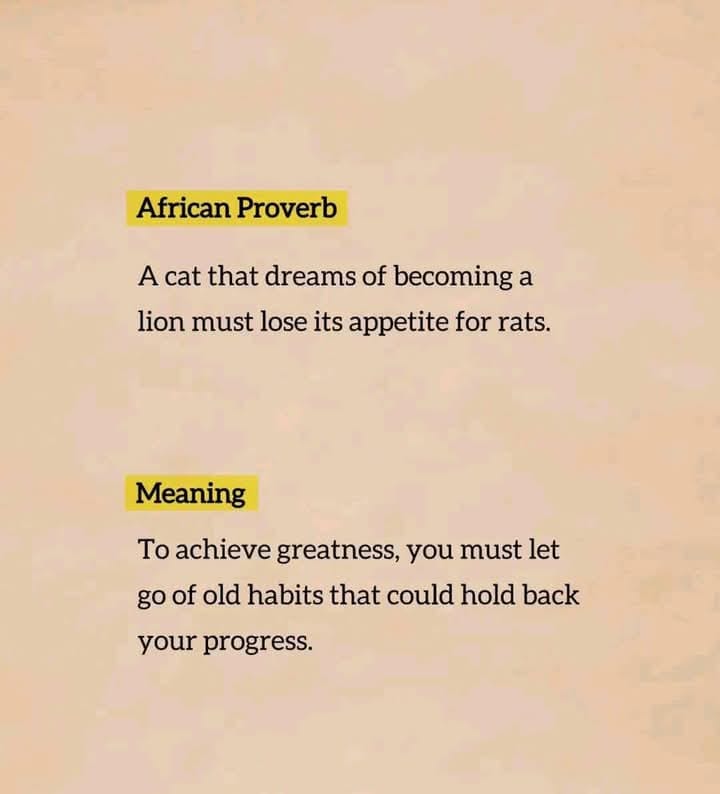 African Proverb
A cat that dreams of becoming a
lion must lose its appetite for rats.
Meaning
To achieve greatness, you must let
go of old habits that could hold back
your progress.